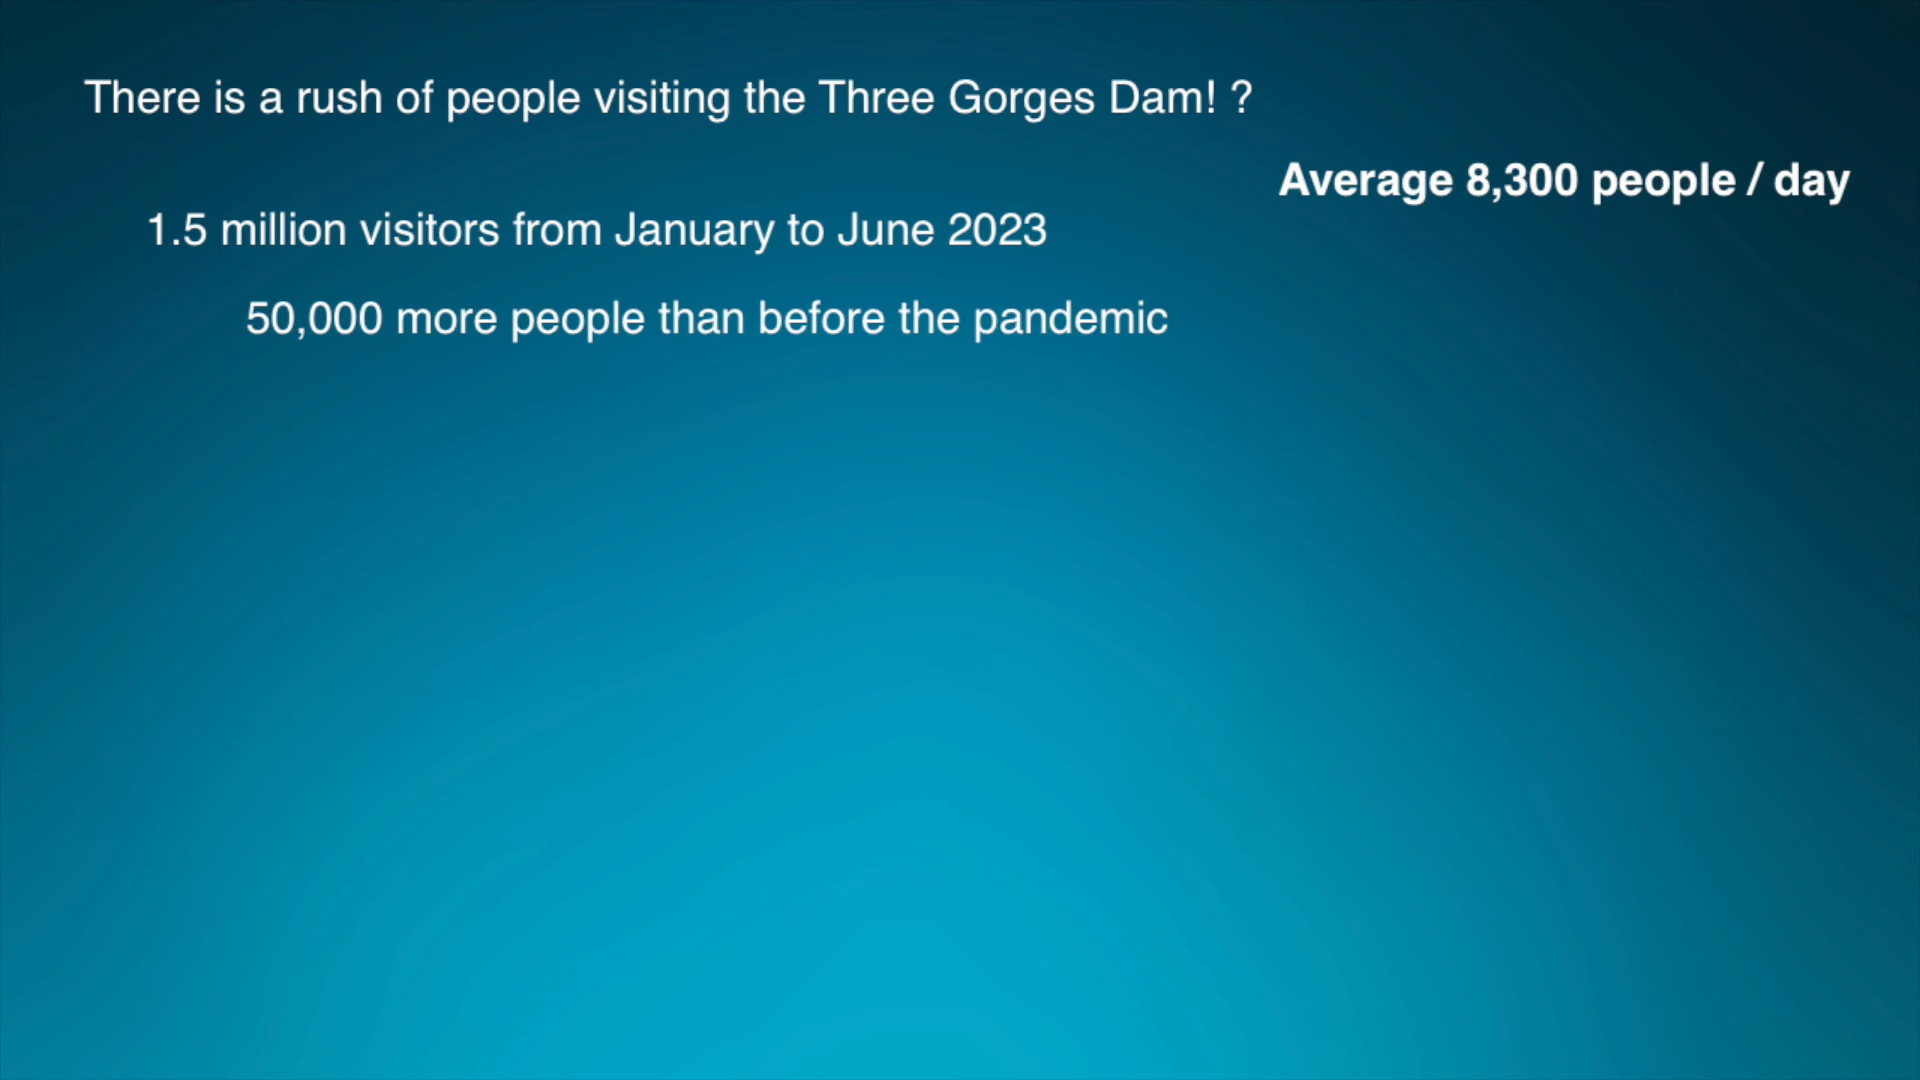 There is a rush of people visiting the Three Gorges Dam! ?
Average 8,300 people / day
1.5 million visitors from January to June 2023
50,000 more people than before the pandemic